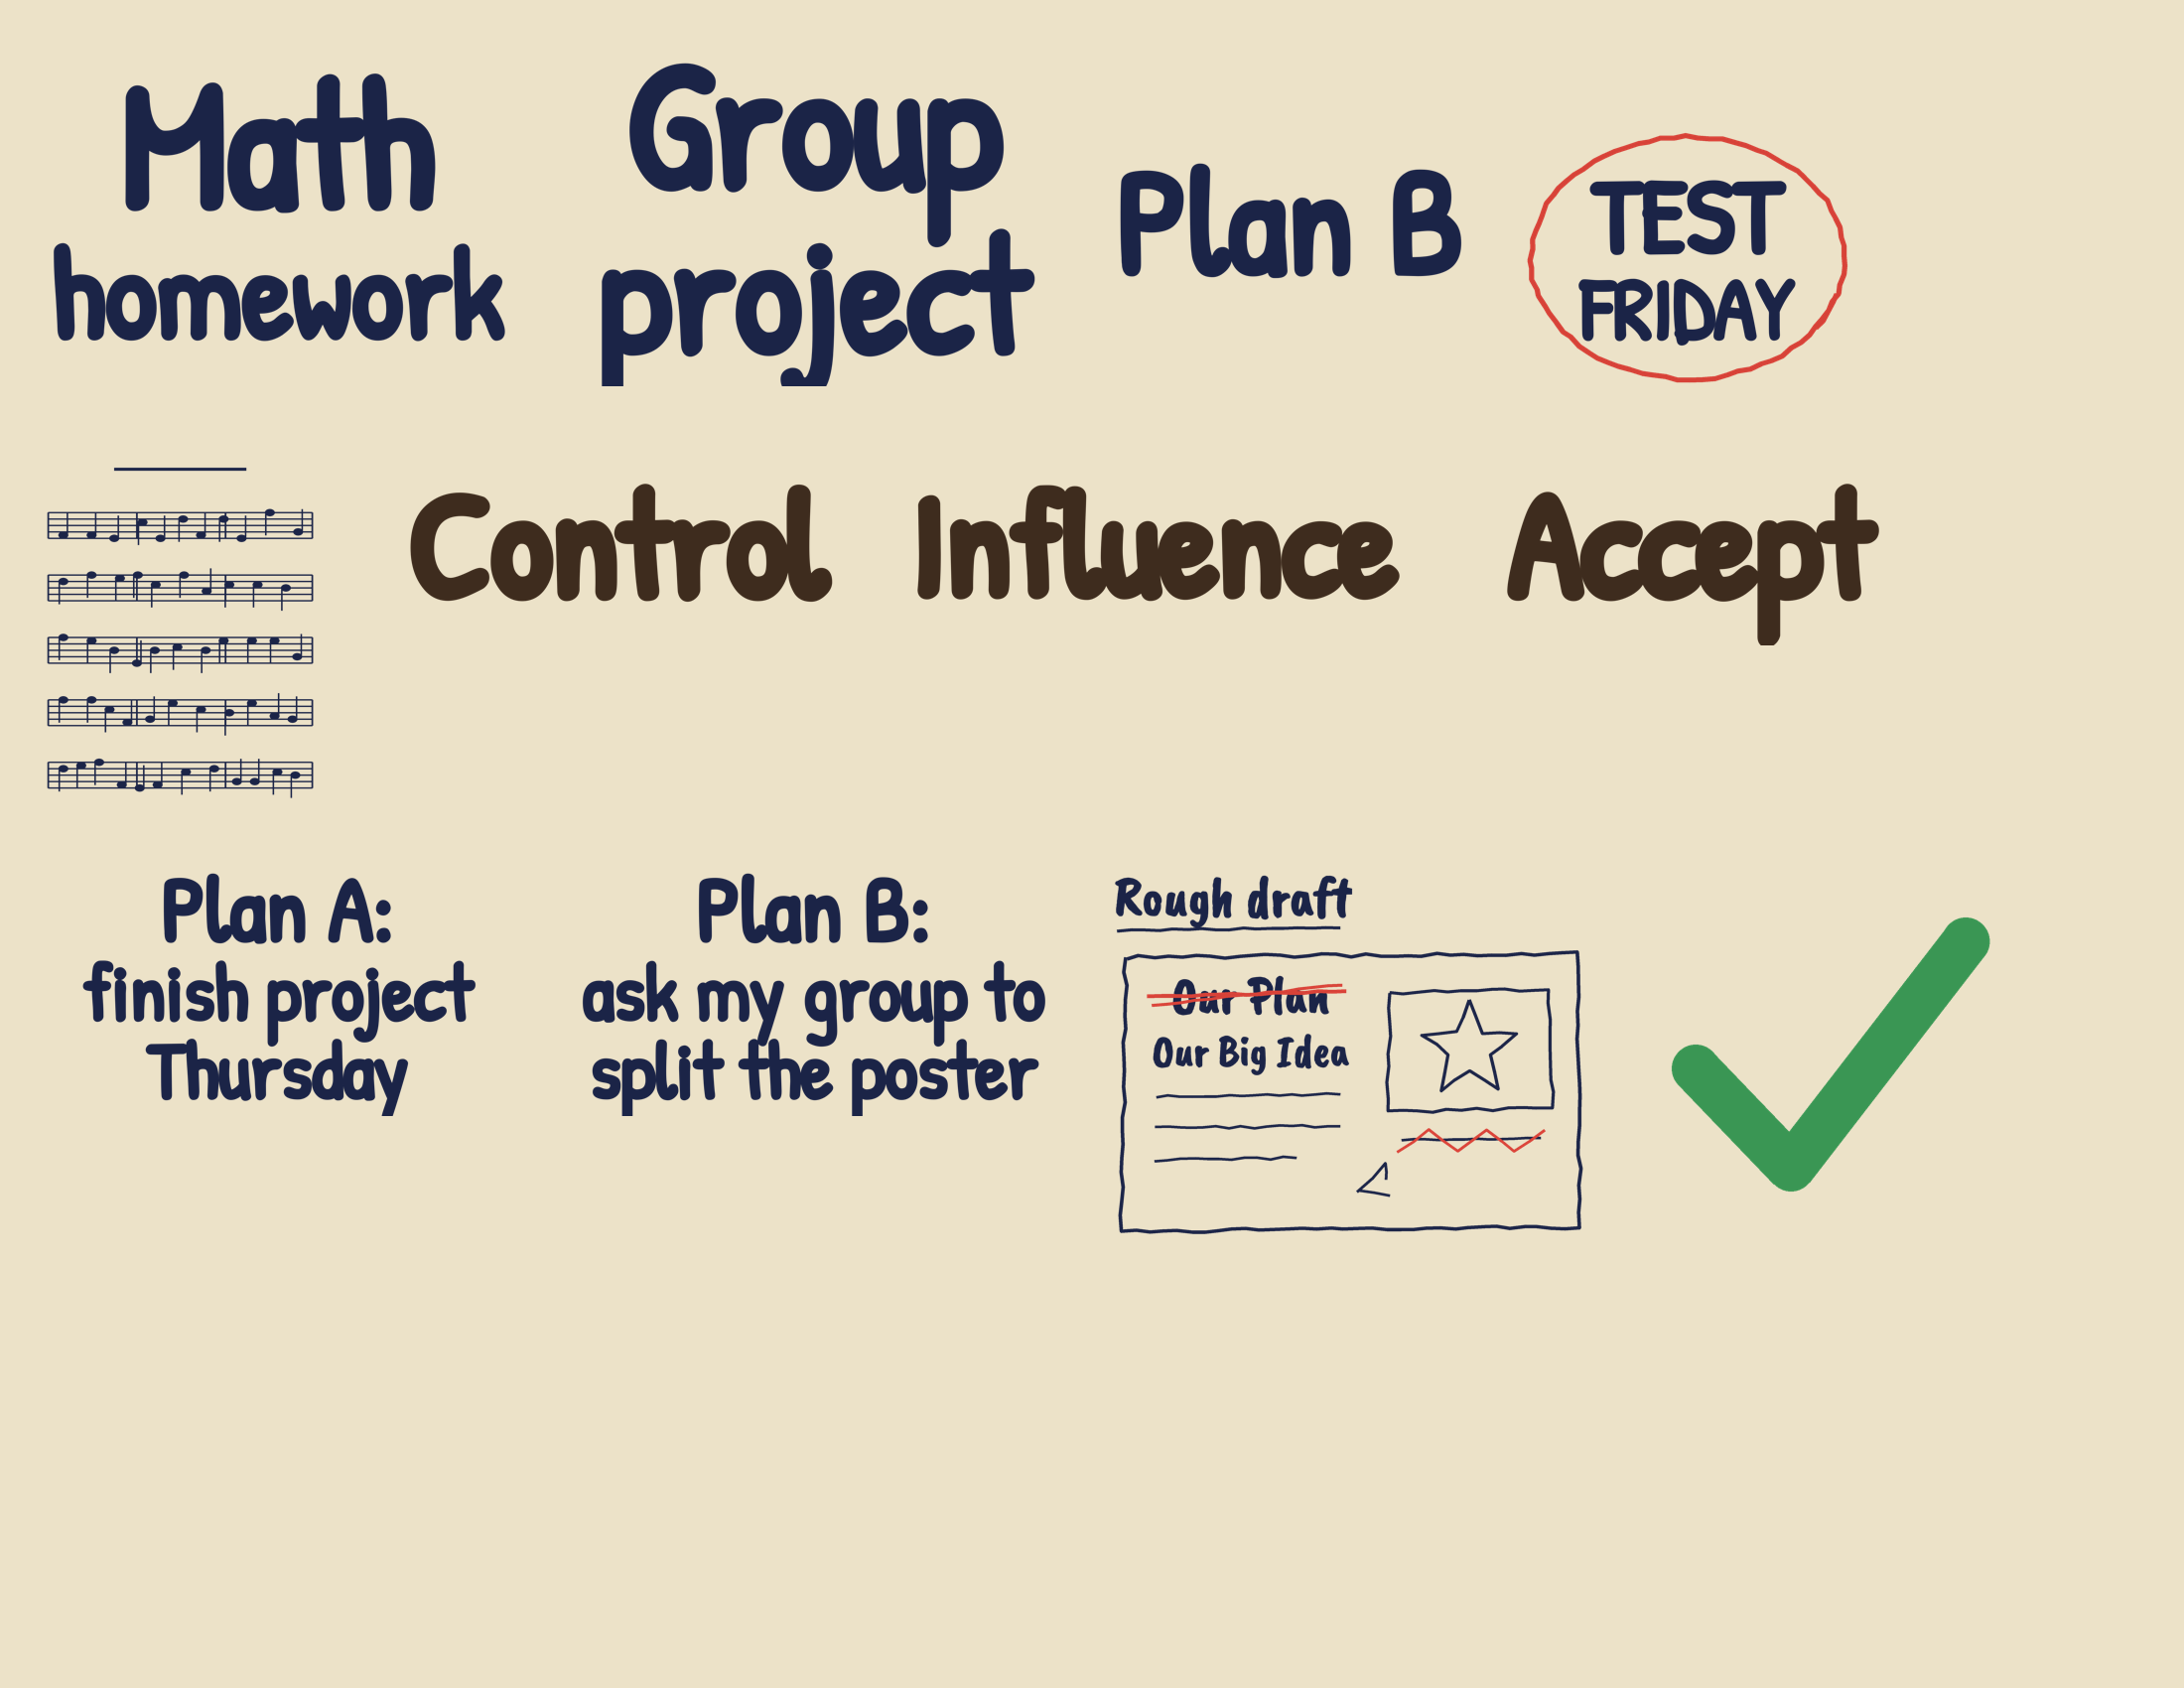 Math
homework
Group
project
Plan B
TEST
FRIDAY
Control
Influence
Accept
Plan A:
finish project
Thursday
Plan B:
ask my group to
split the poster
Rough draft
Our Plan
Our Big Idea